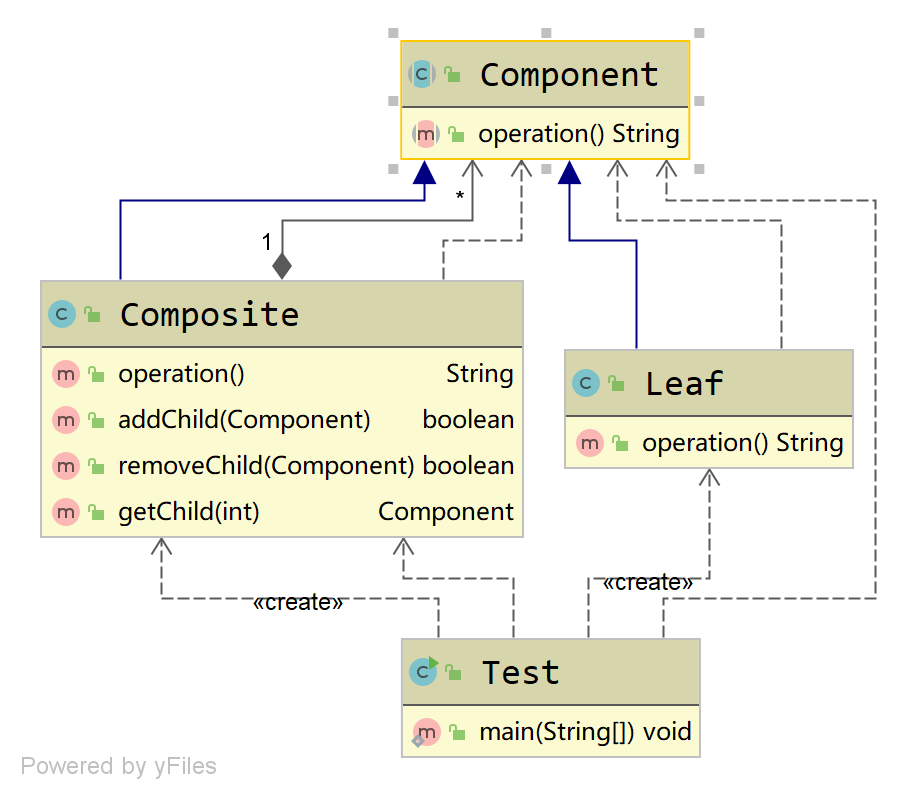 Component
operation() String
*
1
Composite
operation() String
addChild(Component) boolean
removeChild(Component) boolean
getChild(int) Component
Leaf
operation() String
«create»
«create»
Test
main(String[]) void
Powered by yFiles